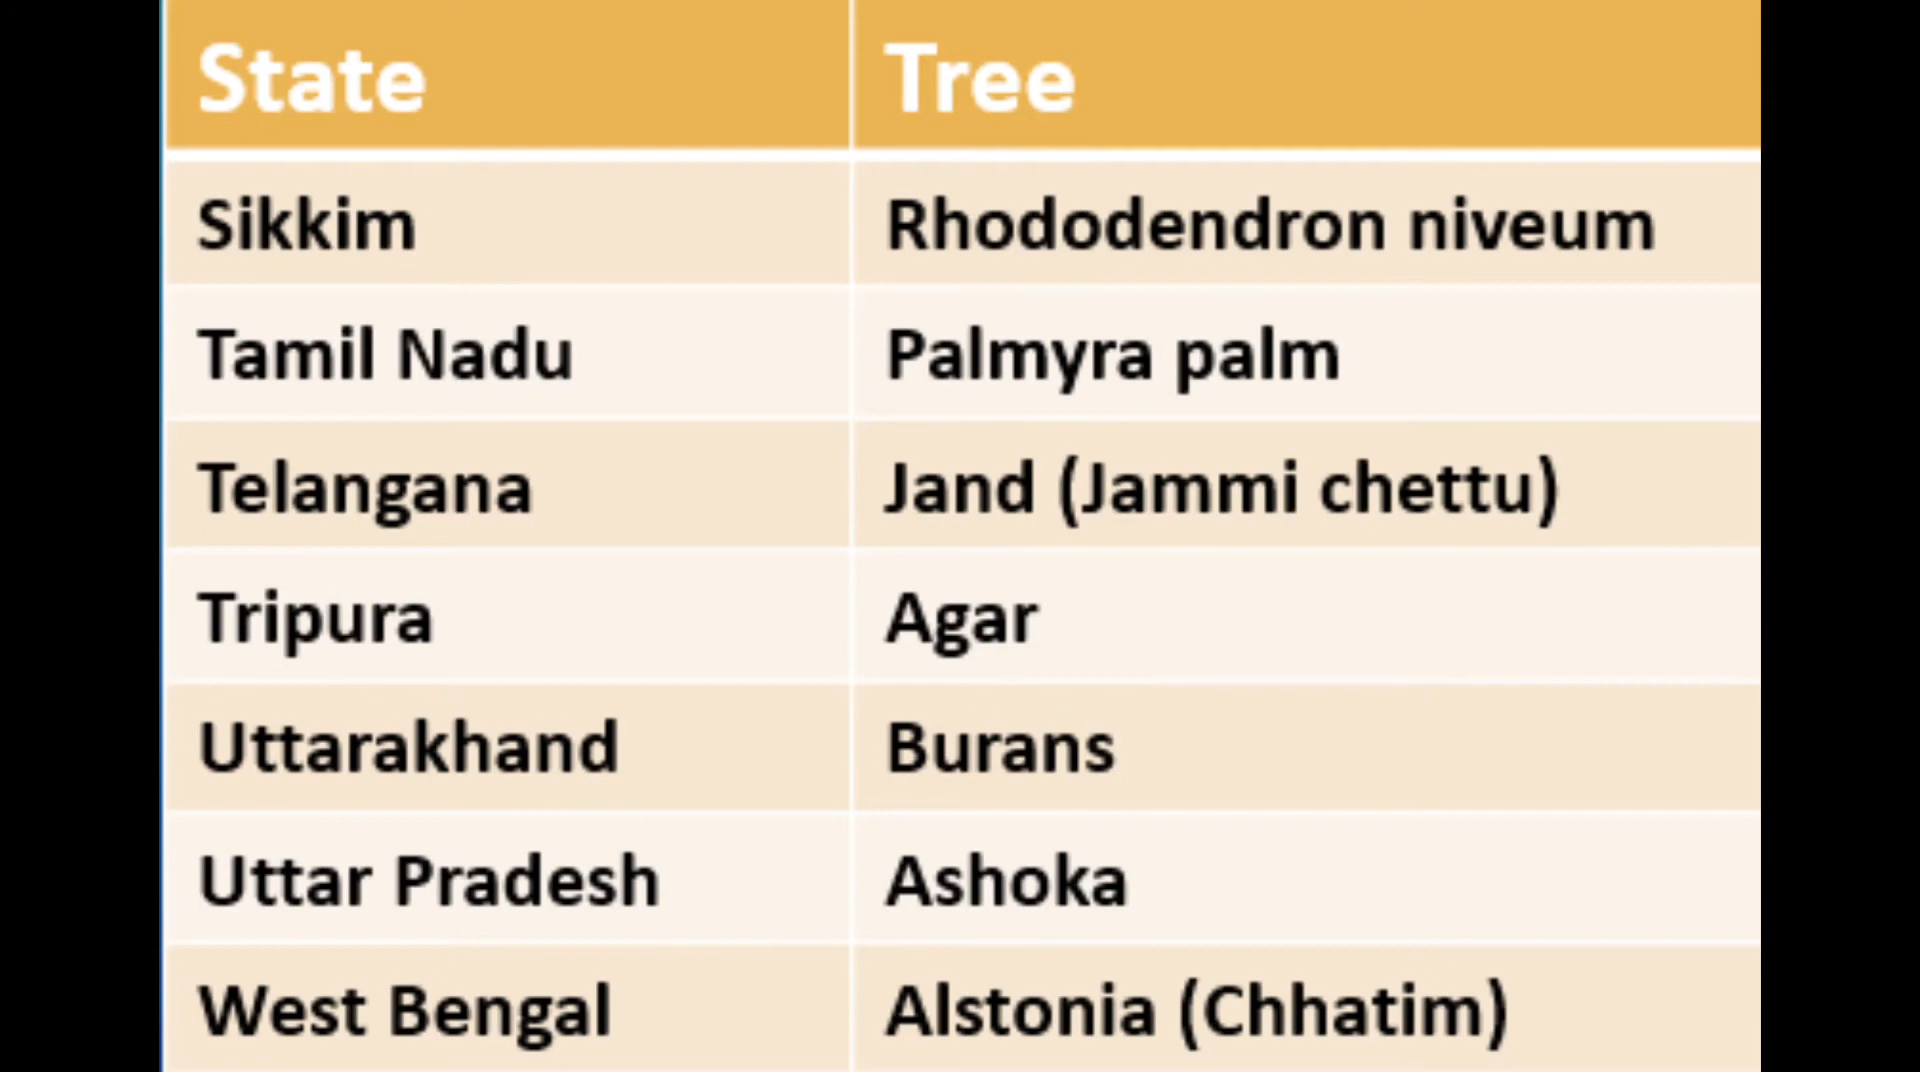 State Tree
Sikkim Rhododendron niveum
Tamil Nadu Palmyra palm
Telangana Jand (Jammi chettu)
Tripura Agar
Uttarakhand Burans
Uttar Pradesh Ashoka
West Bengal Alstonia (Chhatim)